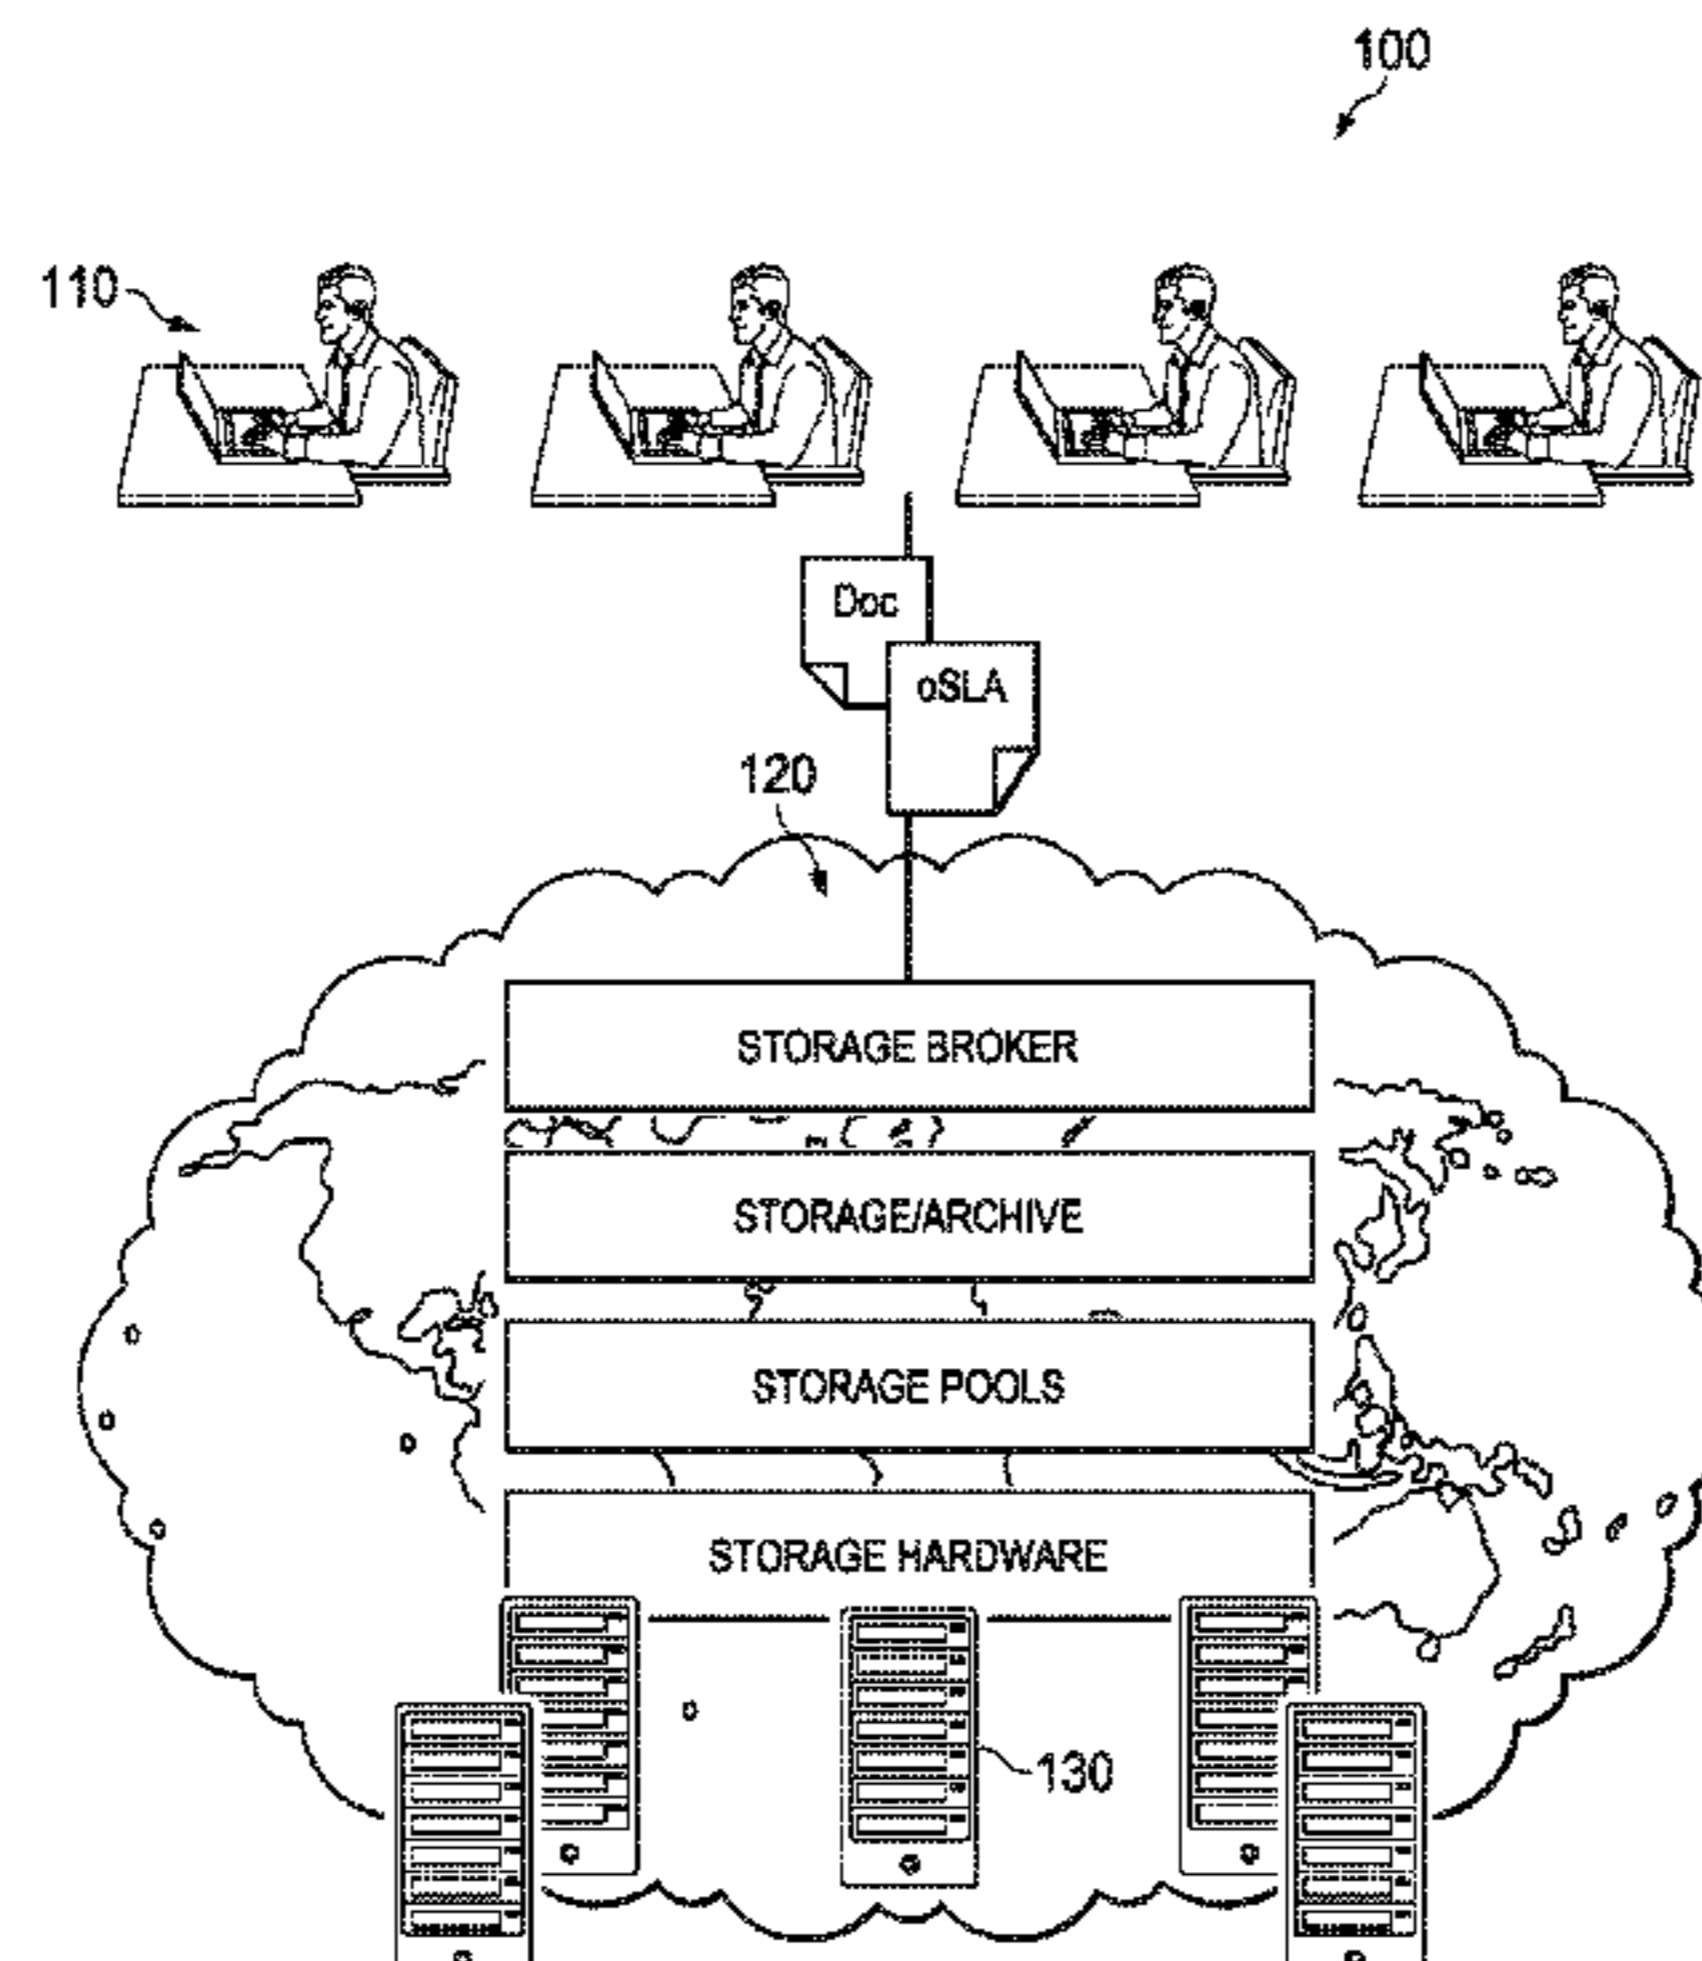 100
110
Doc
oSLA
120
STORAGE BROKER
STORAGE/ARCHIVE
STORAGE POOLS
STORAGE HARDWARE
130